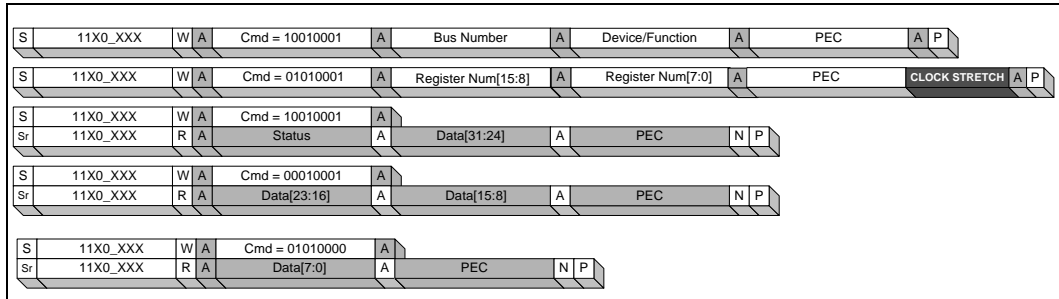 S 11X0_XXX W A Cmd = 10010001 A Bus Number A Device/Function A PEC A P
S 11X0_XXX W A Cmd = 01010001 A Register Num[15:8] A Register Num[7:0] A PEC CLOCK STRETCH A P
S 11X0_XXX W A Cmd = 10010001 A
Sr 11X0_XXX R A Status A Data[31:24] A PEC N P
S 11X0_XXX W A Cmd = 00010001 A
Sr 11X0_XXX R A Data[23:16] A Data[15:8] A PEC N P
S 11X0_XXX W A Cmd = 01010000 A
Sr 11X0_XXX R A Data[7:0] A PEC N P